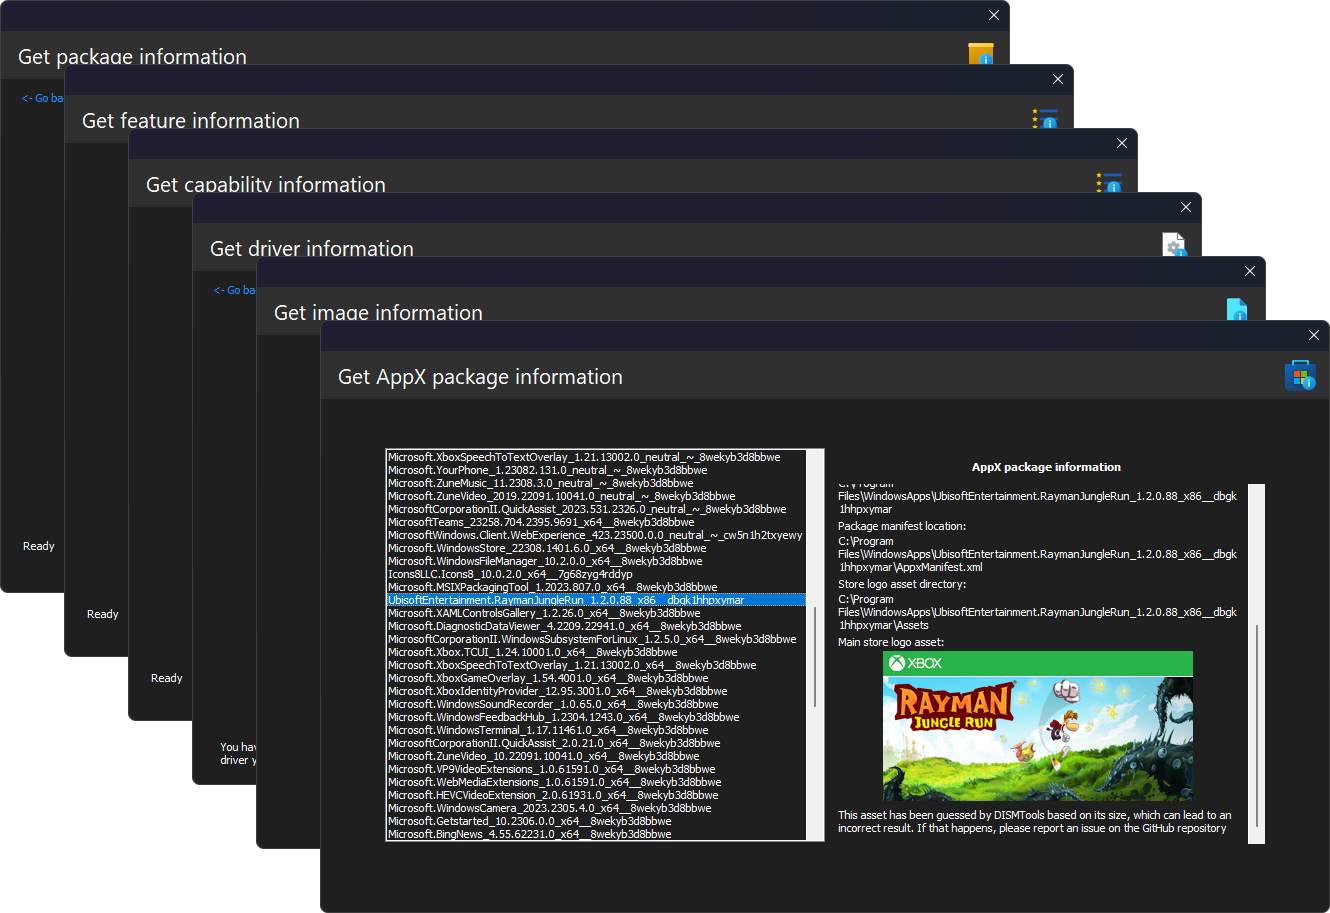 Get package information
<- Go ba
Ready
Get feature information
Ready
Get capability information
Ready
Get driver information
<- Go ba
You hav
driver y
Get image information
Get AppX package information
Microsoft.XboxSpeechToTextOverlay_1.21.13002.0_neutral_~_8wekyb3d8bbwe
Microsoft.YourPhone_1.23082.131.0_neutral_~_8wekyb3d8bbwe
Microsoft.ZuneMusic_11.2308.3.0_neutral_~_8wekyb3d8bbwe
Microsoft.ZuneVideo_2019.22091.10041.0_neutral_~_8wekyb3d8bbwe
MicrosoftCorporationII.QuickAssist_2023.531.2326.0_neutral_~_8wekyb3d8bbwe
MicrosoftTeams_23258.704.2395.9691_x64__8wekyb3d8bbwe
MicrosoftWindows.Client.WebExperience_423.23500.0.0_neutral_~_cw5n1h2txyewy
Microsoft.WindowsStore_22308.1401.6.0_x64__8wekyb3d8bbwe
Microsoft.WindowsFileManager_10.2.0.0_x64__8wekyb3d8bbwe
Icons8LLC.Icons8_10.0.2.0_x64__7g68zyg4rddyp
Microsoft.MSIXPackagingTool_1.2023.807.0_x64__8wekyb3d8bbwe
UbisoftEntertainment.RaymanJungleRun_1.2.0.88_x86__dbgk1hhpxymar
Microsoft.XAMLControlsGallery_1.2.26.0_x64__8wekyb3d8bbwe
Microsoft.DiagnosticDataViewer_4.2209.22941.0_x64__8wekyb3d8bbwe
MicrosoftCorporationII.WindowsSubsystemForLinux_1.2.5.0_x64__8wekyb3d8bbwe
Microsoft.Xbox.TCUI_1.24.10001.0_x64__8wekyb3d8bbwe
Microsoft.XboxSpeechToTextOverlay_1.21.13002.0_x64__8wekyb3d8bbwe
Microsoft.XboxGameOverlay_1.54.4001.0_x64__8wekyb3d8bbwe
Microsoft.XboxIdentityProvider_12.95.3001.0_x64__8wekyb3d8bbwe
Microsoft.WindowsSoundRecorder_1.0.65.0_x64__8wekyb3d8bbwe
Microsoft.WindowsFeedbackHub_1.2304.1243.0_x64__8wekyb3d8bbwe
Microsoft.WindowsTerminal_1.17.11461.0_x64__8wekyb3d8bbwe
MicrosoftCorporationII.QuickAssist_2.0.21.0_x64__8wekyb3d8bbwe
Microsoft.ZuneVideo_10.22091.10041.0_x64__8wekyb3d8bbwe
Microsoft.VP9VideoExtensions_1.0.61591.0_x64__8wekyb3d8bbwe
Microsoft.WebMediaExtensions_1.0.61591.0_x64__8wekyb3d8bbwe
Microsoft.HEVCVideoExtension_2.0.61931.0_x64__8wekyb3d8bbwe
Microsoft.WindowsCamera_2023.2305.4.0_x64__8wekyb3d8bbwe
Microsoft.Getstarted_10.2306.0.0_x64__8wekyb3d8bbwe
Microsoft.BingNews_4.55.62231.0_x64__8wekyb3d8bbwe
AppX package information
C:\Program
Files\WindowsApps\UbisoftEntertainment.RaymanJungleRun_1.2.0.88_x86__dbgk
1hhpxymar
Package manifest location:
C:\Program
Files\WindowsApps\UbisoftEntertainment.RaymanJungleRun_1.2.0.88_x86__dbgk
1hhpxymar\AppxManifest.xml
Store logo asset directory:
C:\Program
Files\WindowsApps\UbisoftEntertainment.RaymanJungleRun_1.2.0.88_x86__dbgk
1hhpxymar\Assets
Main store logo asset:
XBOX
RAYMAN
JUNGLE RUN
This asset has been guessed by DISMTools based on its size, which can lead to an
incorrect result. If that happens, please report an issue on the GitHub repository